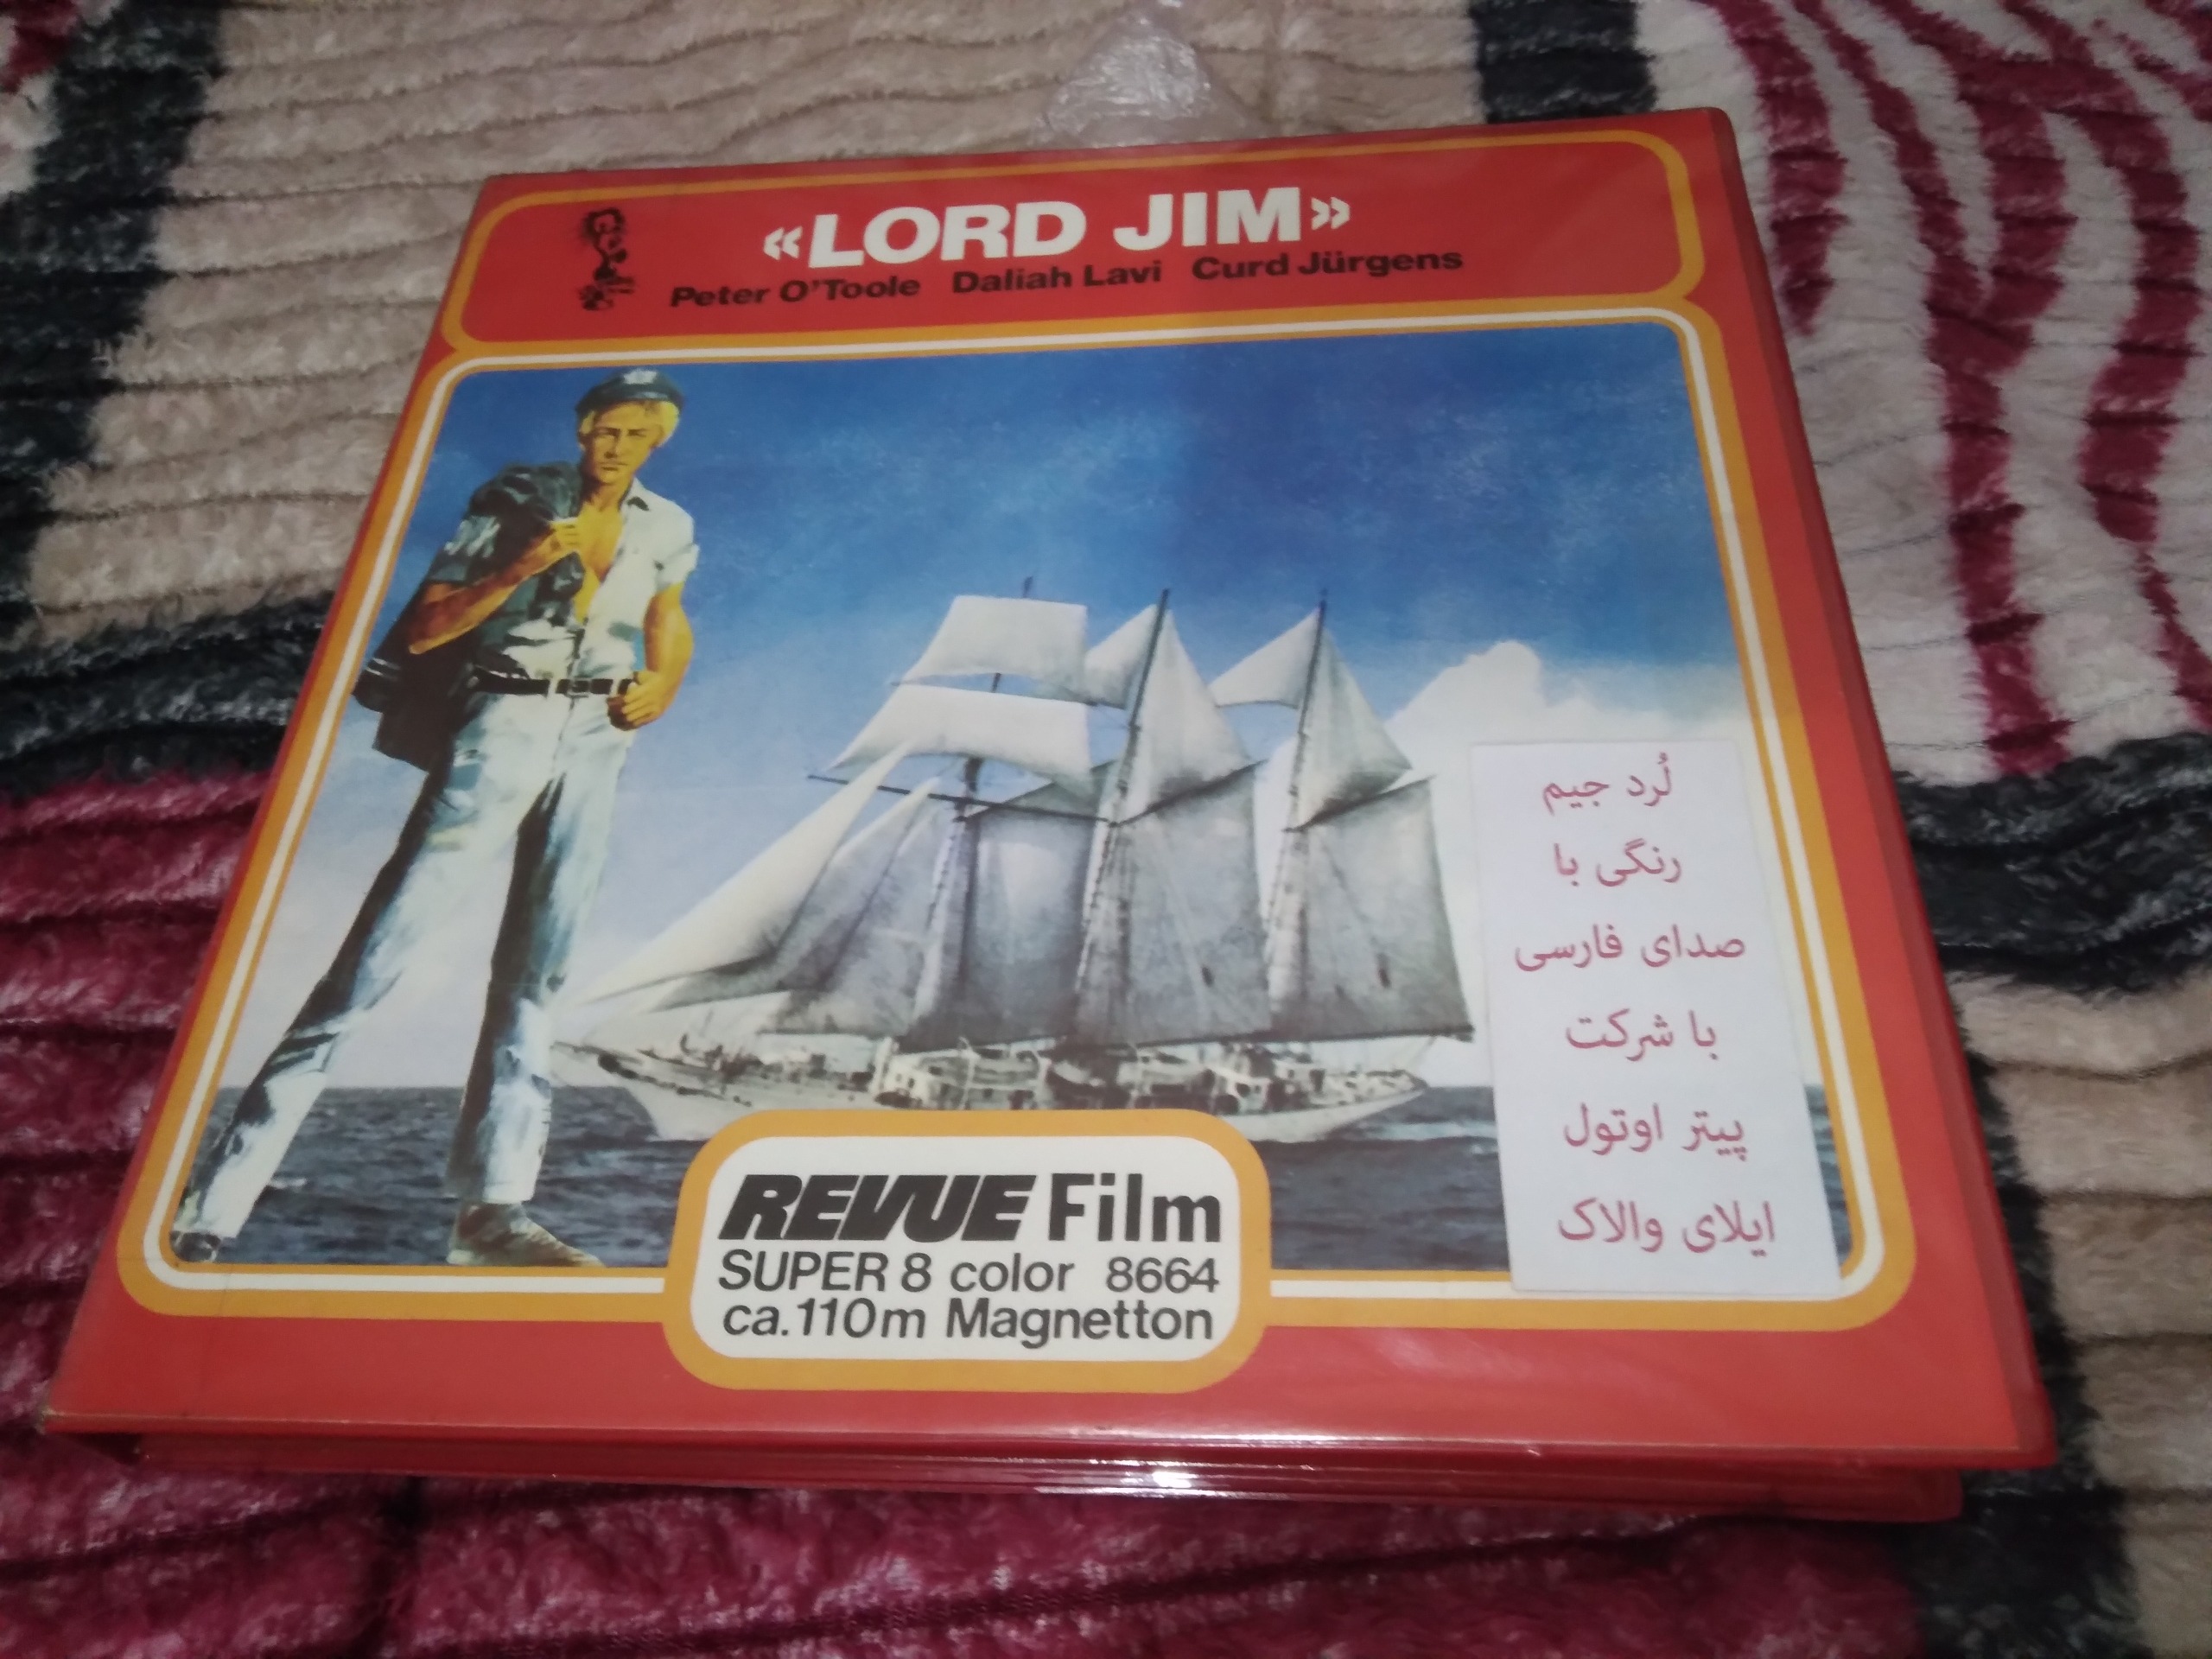 «LORD JIM»
Peter O'Toole Daliah Lavi Curd Jürgens
لُرد جیم
رنگی با
صدای فارسی
با شرکت
پیتر اوتول
ایلای والاک
REVUE Film
SUPER 8 color 8664
ca.110m Magnetton